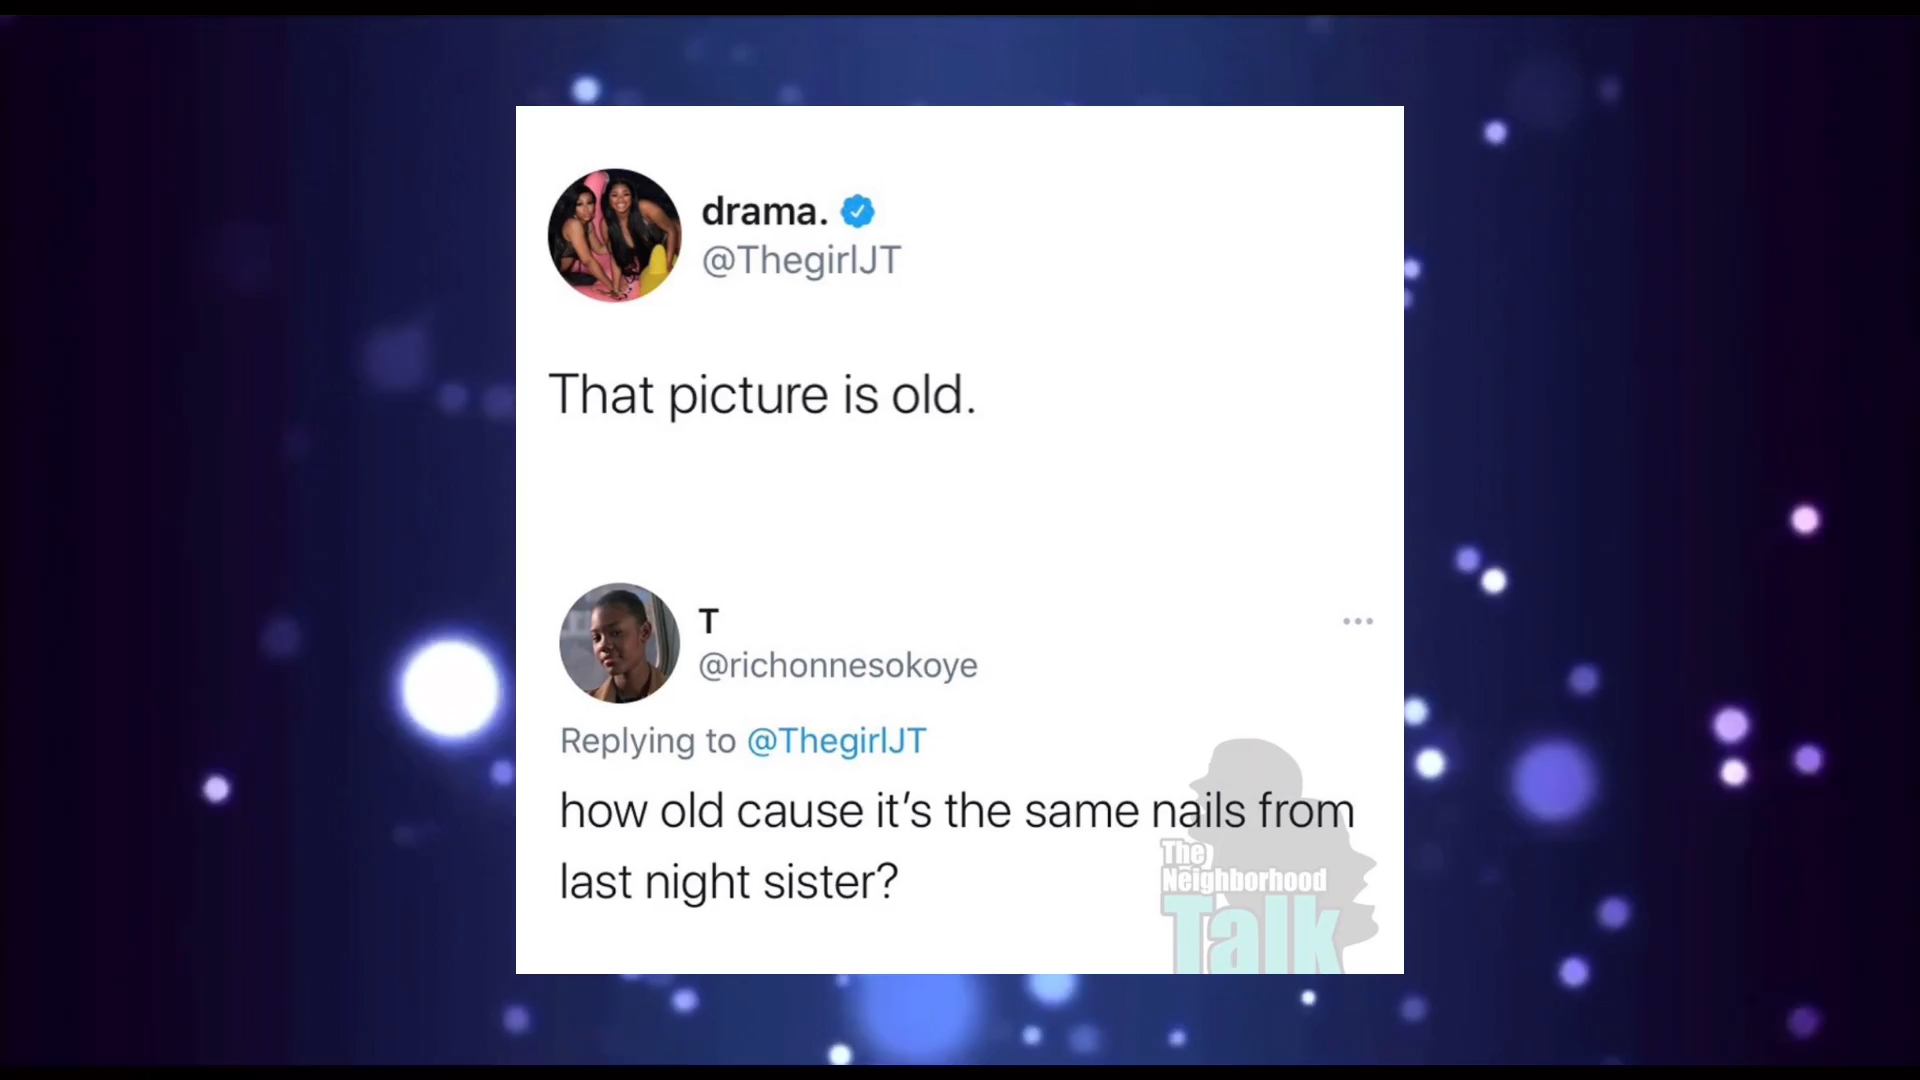 drama.
@ThegirlJT
That picture is old.
T
@richonnesokoye
Replying to @ThegirlJT
how old cause it’s the same nails from
last night sister?
The
Neighborhood
Talk